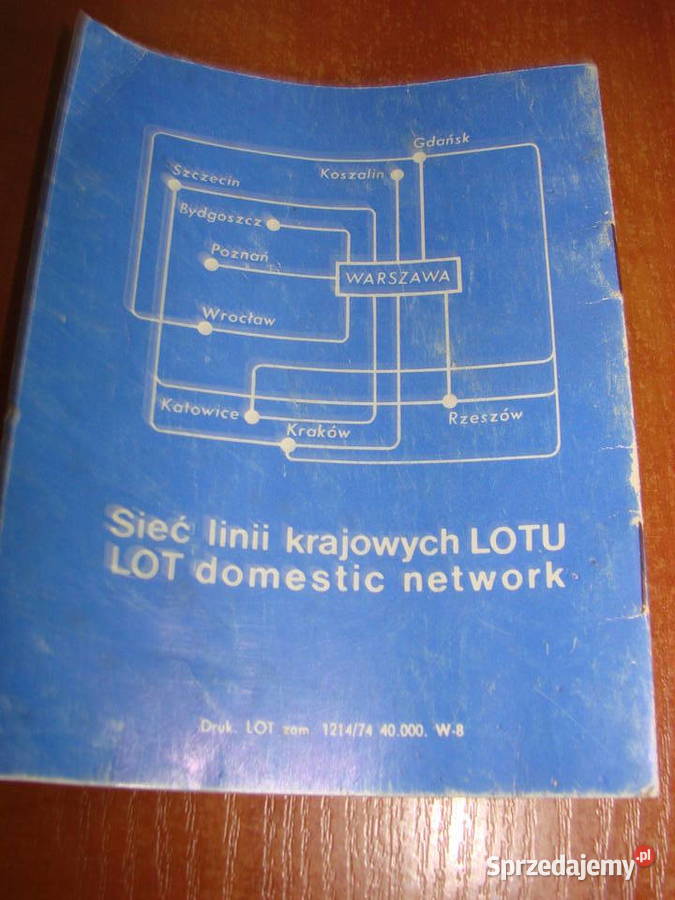 Gdańsk
Szczecin
Koszalin
Bydgoszcz
Poznań
WARSZAWA
Wrocław
Katowice
Kraków
Rzeszów
Sieć linii krajowych LOTU
LOT domestic network
Druk. LOT zam 1214/74 40.000. W-8
Sprzedajemy.pl